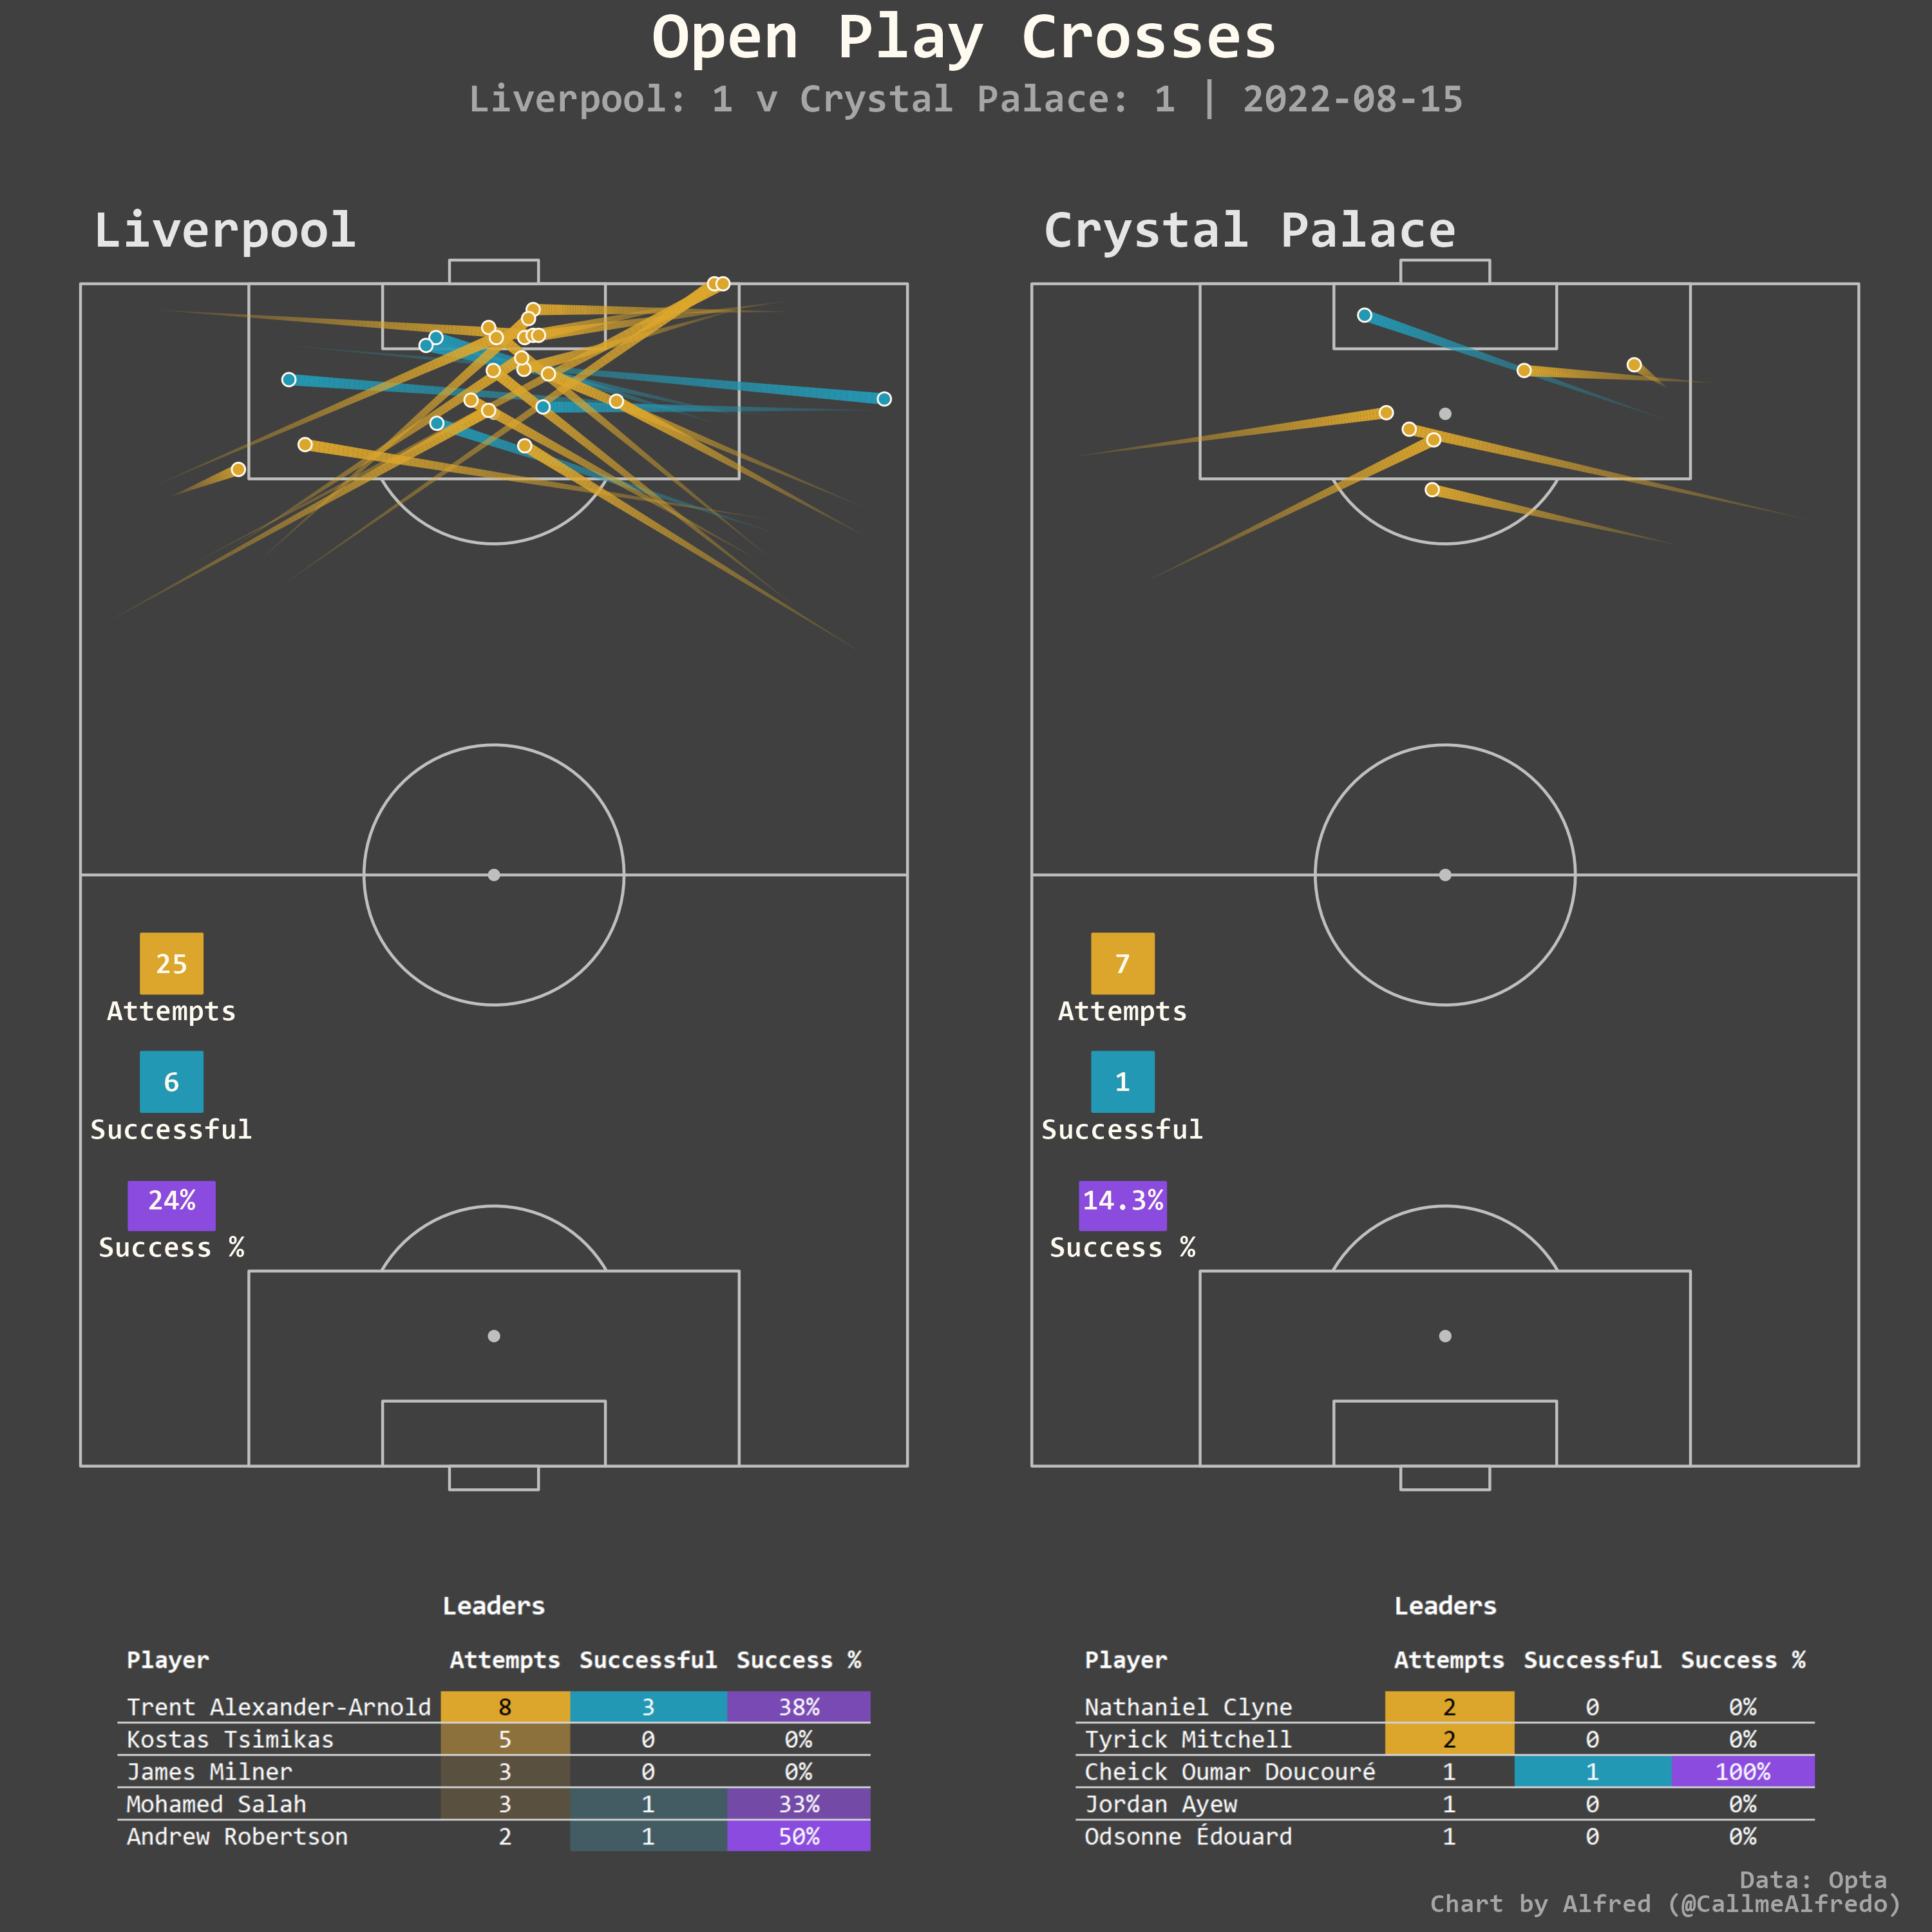 Open Play Crosses
Liverpool: 1 v Crystal Palace: 1 | 2022-08-15
Liverpool
25
Attempts
6
Successful
24%
Success %
Crystal Palace
7
Attempts
1
Successful
14.3%
Success %
Leaders
Player Attempts Successful Success %
Trent Alexander-Arnold 8 3 38%
Kostas Tsimikas 5 0 0%
James Milner 3 0 0%
Mohamed Salah 3 1 33%
Andrew Robertson 2 1 50%
Leaders
Player Attempts Successful Success %
Nathaniel Clyne 2 0 0%
Tyrick Mitchell 2 0 0%
Cheick Oumar Doucouré 1 1 100%
Jordan Ayew 1 0 0%
Odsonne Édouard 1 0 0%
Data: Opta
Chart by Alfred (@CallmeAlfredo)